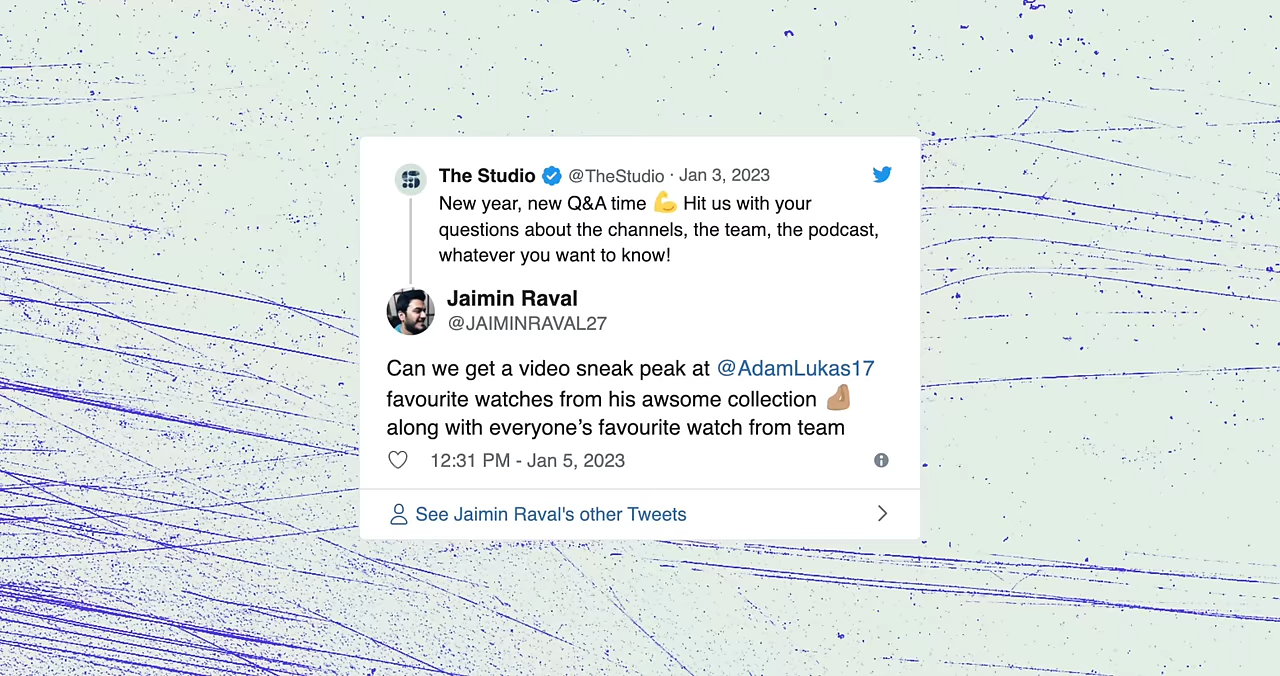 The Studio @TheStudio · Jan 3, 2023
New year, new Q&A time 💪 Hit us with your
questions about the channels, the team, the podcast,
whatever you want to know!
Jaimin Raval
@JAIMINRAVAL27
Can we get a video sneak peak at @AdamLukas17
favourite watches from his awsome collection 🤌🏼
along with everyone’s favourite watch from team
12:31 PM - Jan 5, 2023
See Jaimin Raval's other Tweets